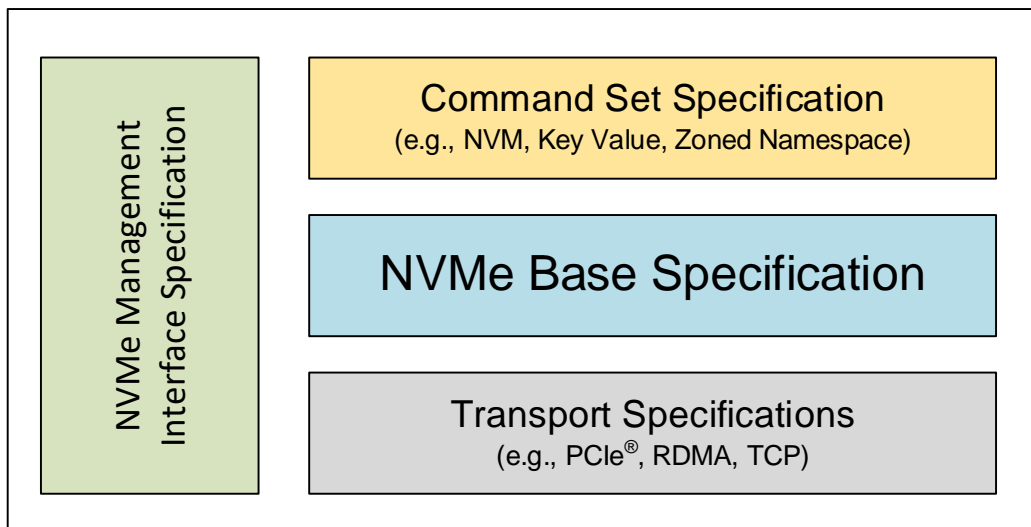 NVMe Management
Interface Specification
Command Set Specification
(e.g., NVM, Key Value, Zoned Namespace)
NVMe Base Specification
Transport Specifications
(e.g., PCIe®, RDMA, TCP)